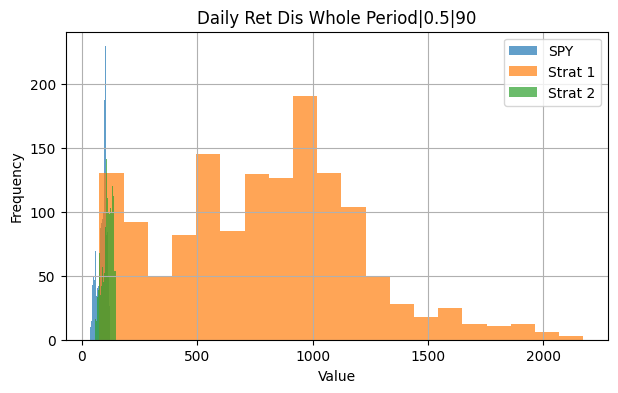 Daily Ret Dis Whole Period|0.5|90
SPY
Strat 1
Strat 2
Frequency
200
150
100
50
0
0 500 1000 1500 2000
Value